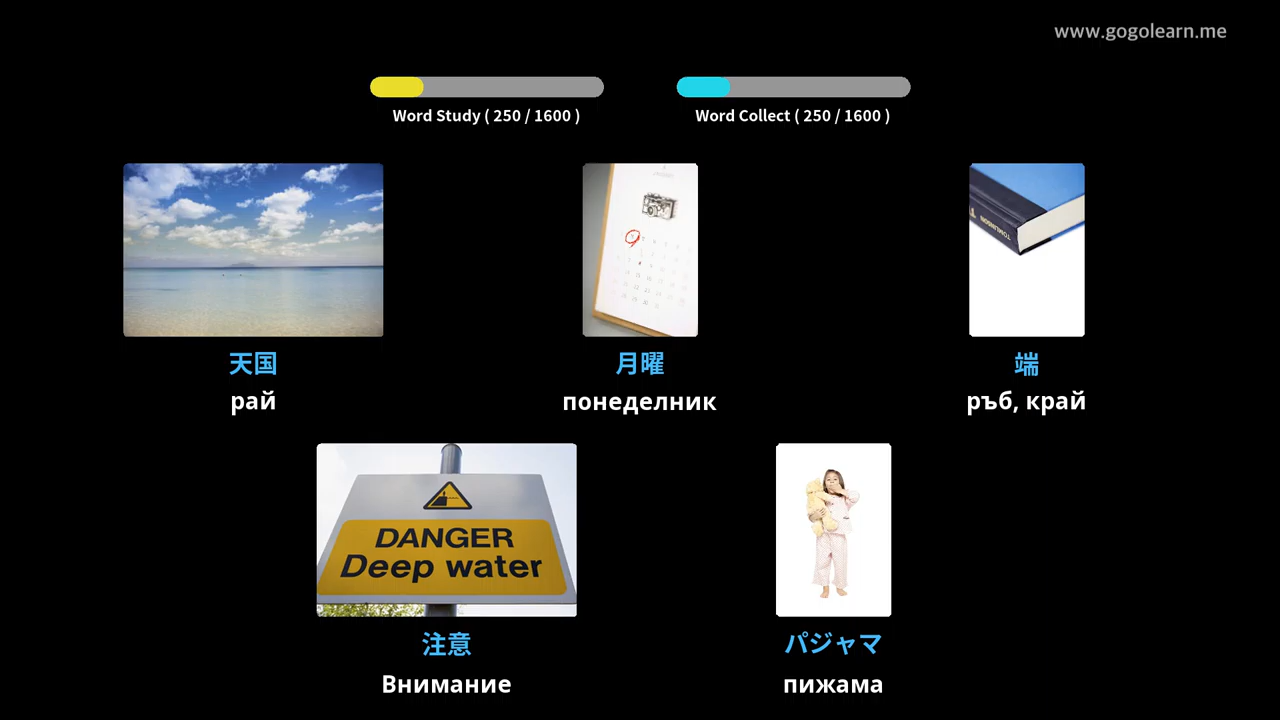 www.gogolearn.me
Word Study ( 250 / 1600 )
Word Collect ( 250 / 1600 )
TOMLINSON
天国
月曜
端
рай
понеделник
ръб, край
DANGER
Deep water
注意
パジャマ
Внимание
пижама